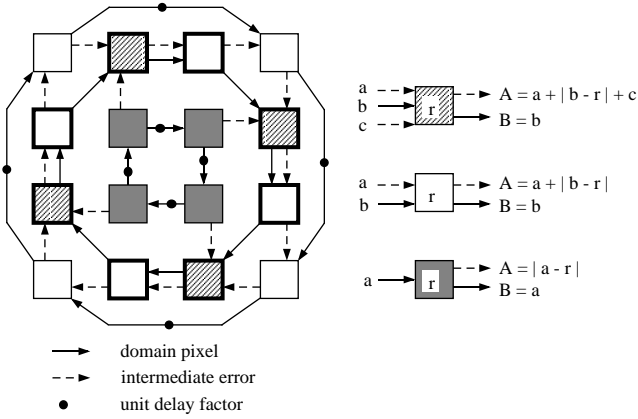 a
b
c
r
A = a + | b - r | + c
B = b
a
b
r
A = a + | b - r |
B = b
a
r
A = | a - r |
B = a
domain pixel
intermediate error
unit delay factor